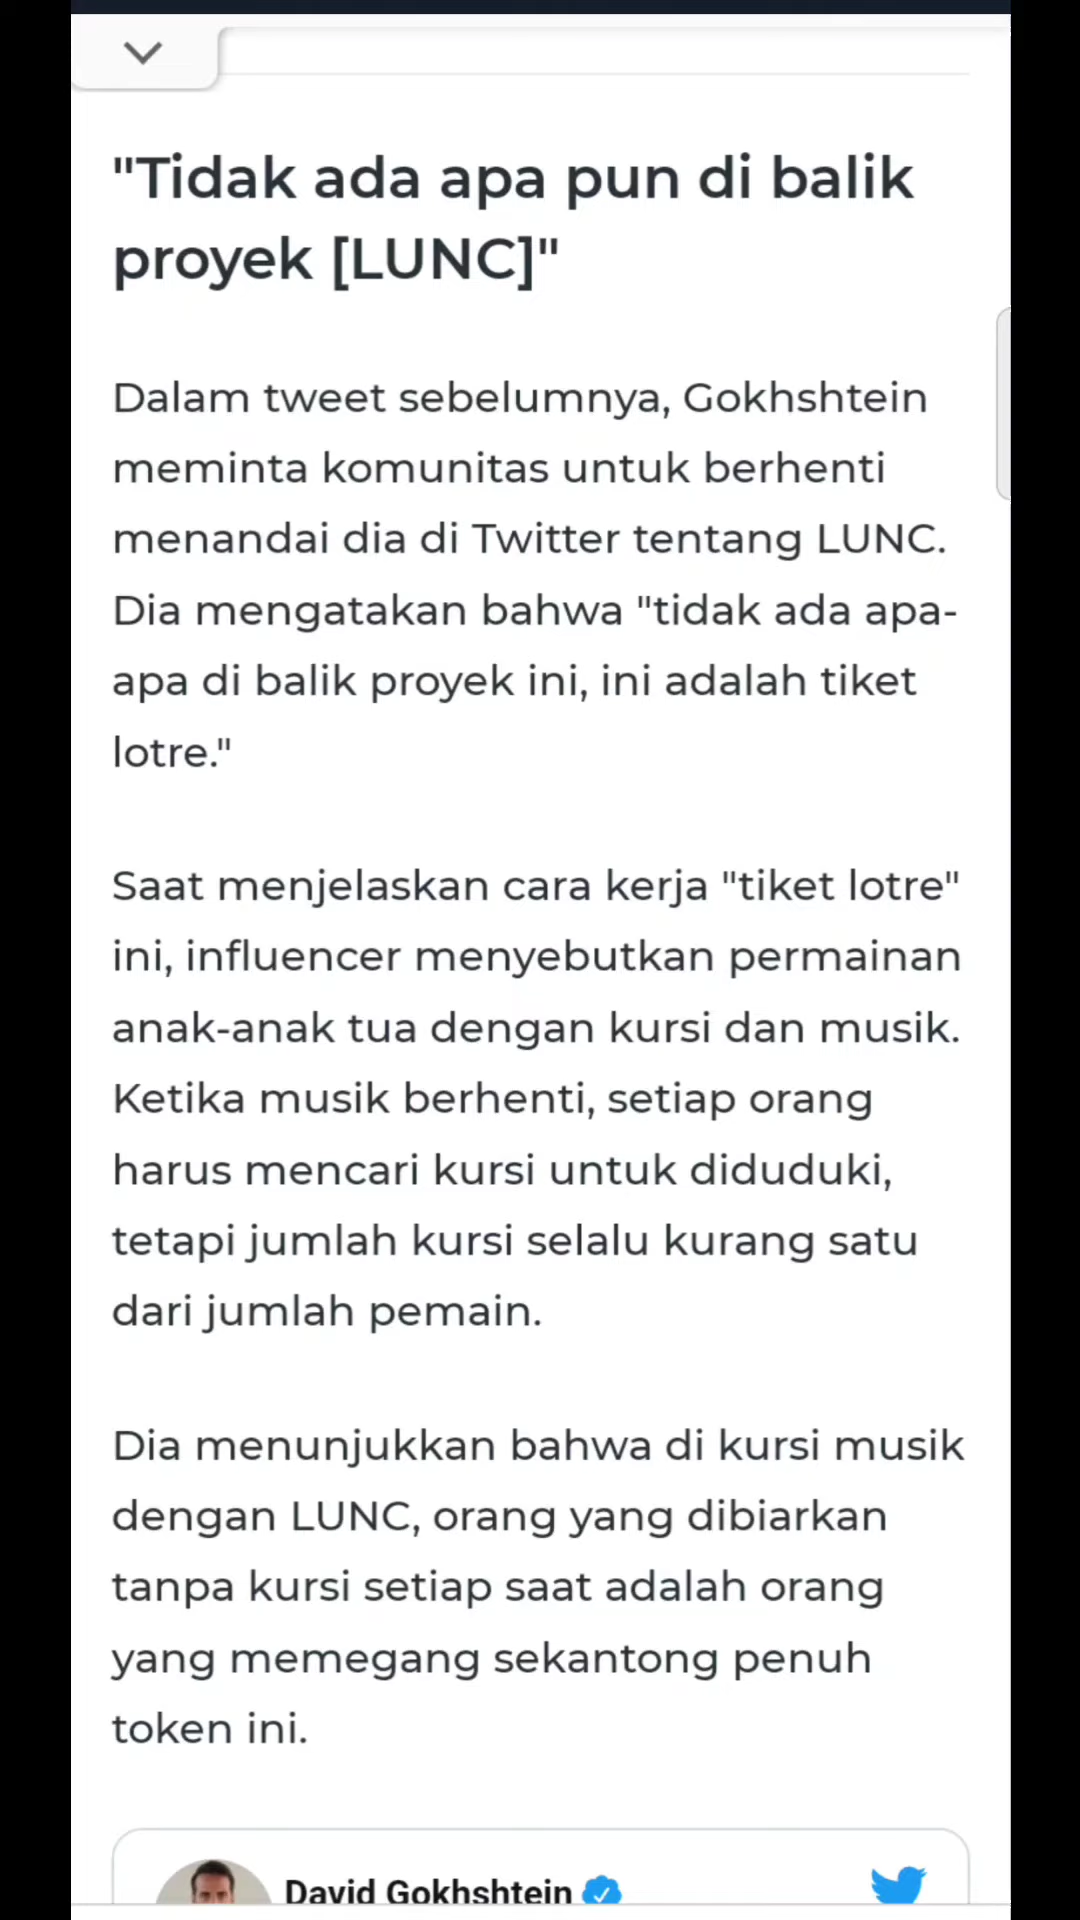 "Tidak ada apa pun di balik
proyek [LUNC]"
Dalam tweet sebelumnya, Gokhshtein
meminta komunitas untuk berhenti
menandai dia di Twitter tentang LUNC.
Dia mengatakan bahwa "tidak ada apa-
apa di balik proyek ini, ini adalah tiket
lotre."
Saat menjelaskan cara kerja "tiket lotre"
ini, influencer menyebutkan permainan
anak-anak tua dengan kursi dan musik.
Ketika musik berhenti, setiap orang
harus mencari kursi untuk diduduki,
tetapi jumlah kursi selalu kurang satu
dari jumlah pemain.
Dia menunjukkan bahwa di kursi musik
dengan LUNC, orang yang dibiarkan
tanpa kursi setiap saat adalah orang
yang memegang sekantong penuh
token ini.
David Gokhshtein